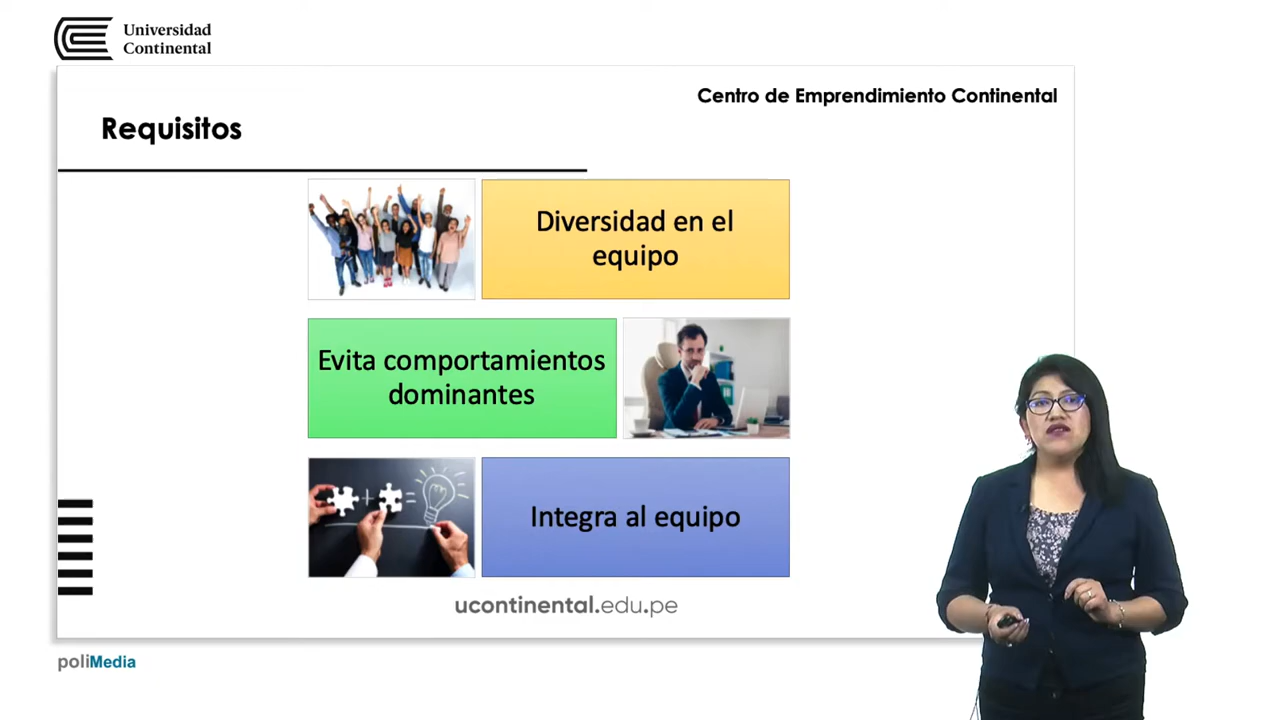 Universidad
Continental
Centro de Emprendimiento Continental
Requisitos
Diversidad en el
equipo
Evita comportamientos
dominantes
Integra al equipo
ucontinental.edu.pe
poliMedia